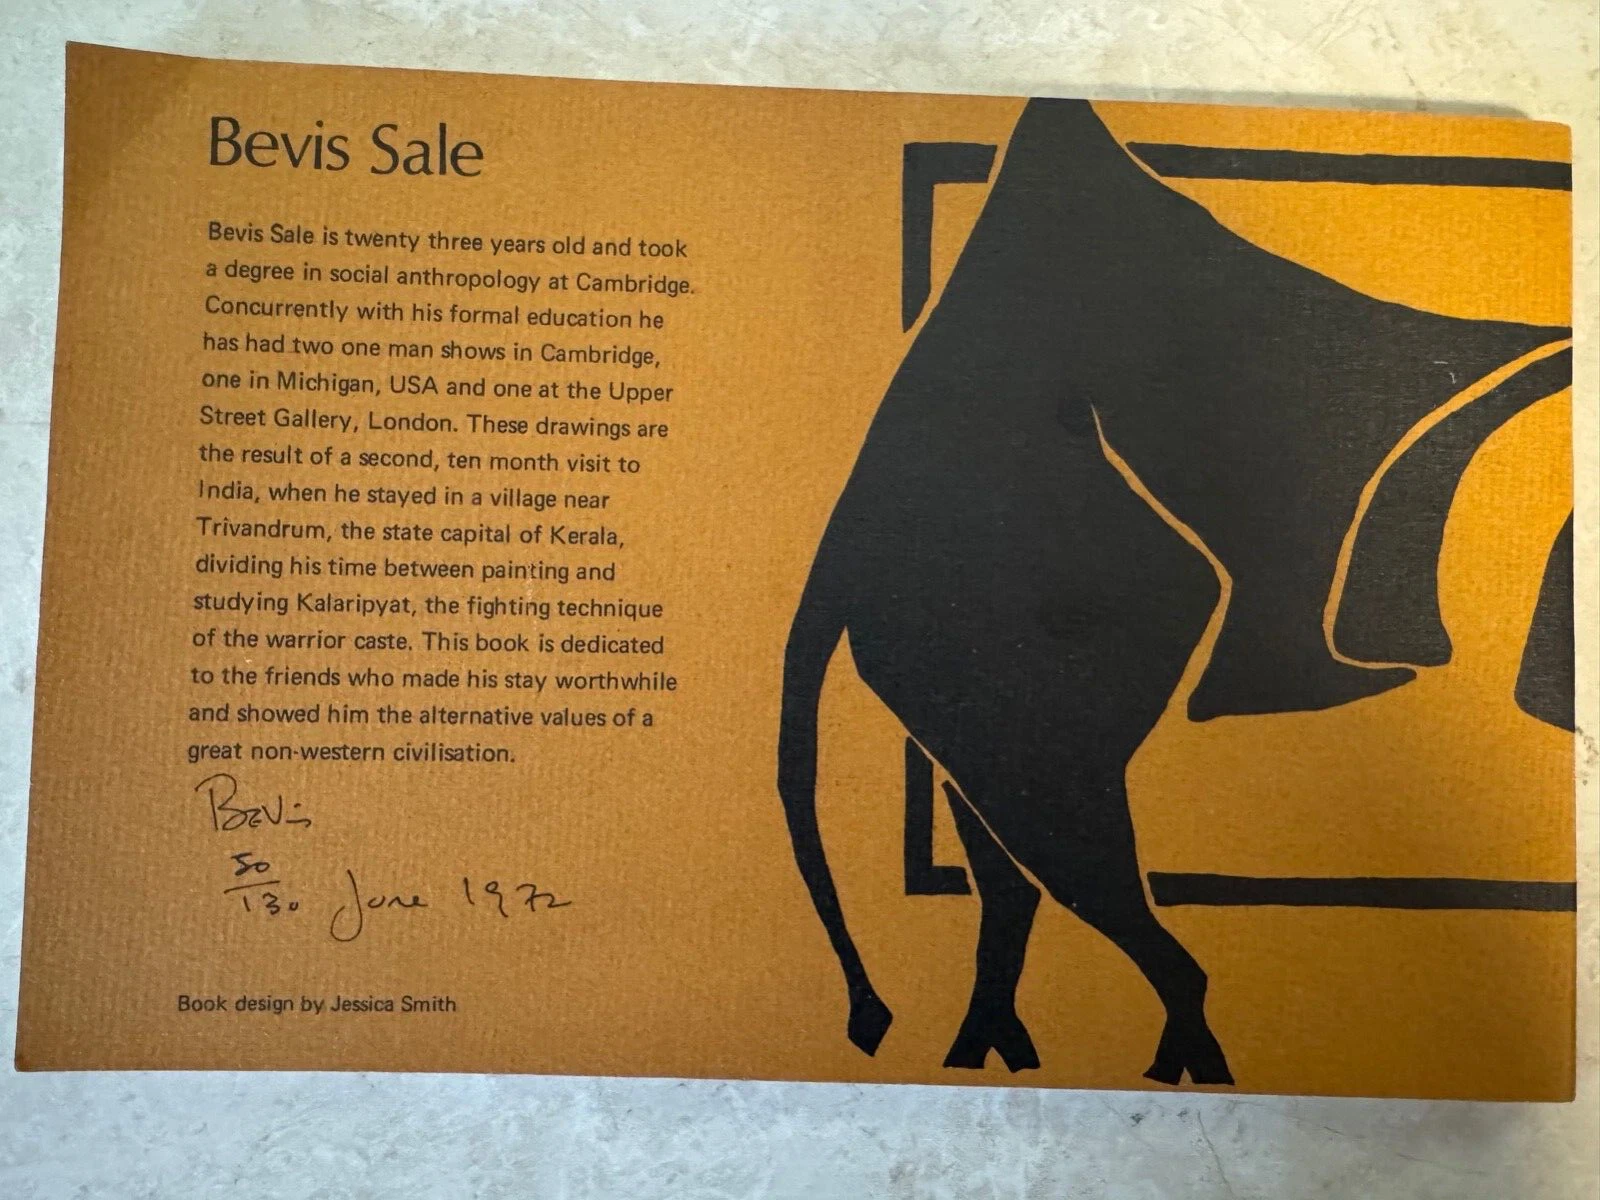 Bevis Sale
Bevis Sale is twenty three years old and took
a degree in social anthropology at Cambridge.
Concurrently with his formal education he
has had two one man shows in Cambridge,
one in Michigan, USA and one at the Upper
Street Gallery, London. These drawings are
the result of a second, ten month visit to
India, when he stayed in a village near
Trivandrum, the state capital of Kerala,
dividing his time between painting and
studying Kalaripyat, the fighting technique
of the warrior caste. This book is dedicated
to the friends who made his stay worthwhile
and showed him the alternative values of a
great non-western civilisation.
Bevis
50
130 June 1972
Book design by Jessica Smith